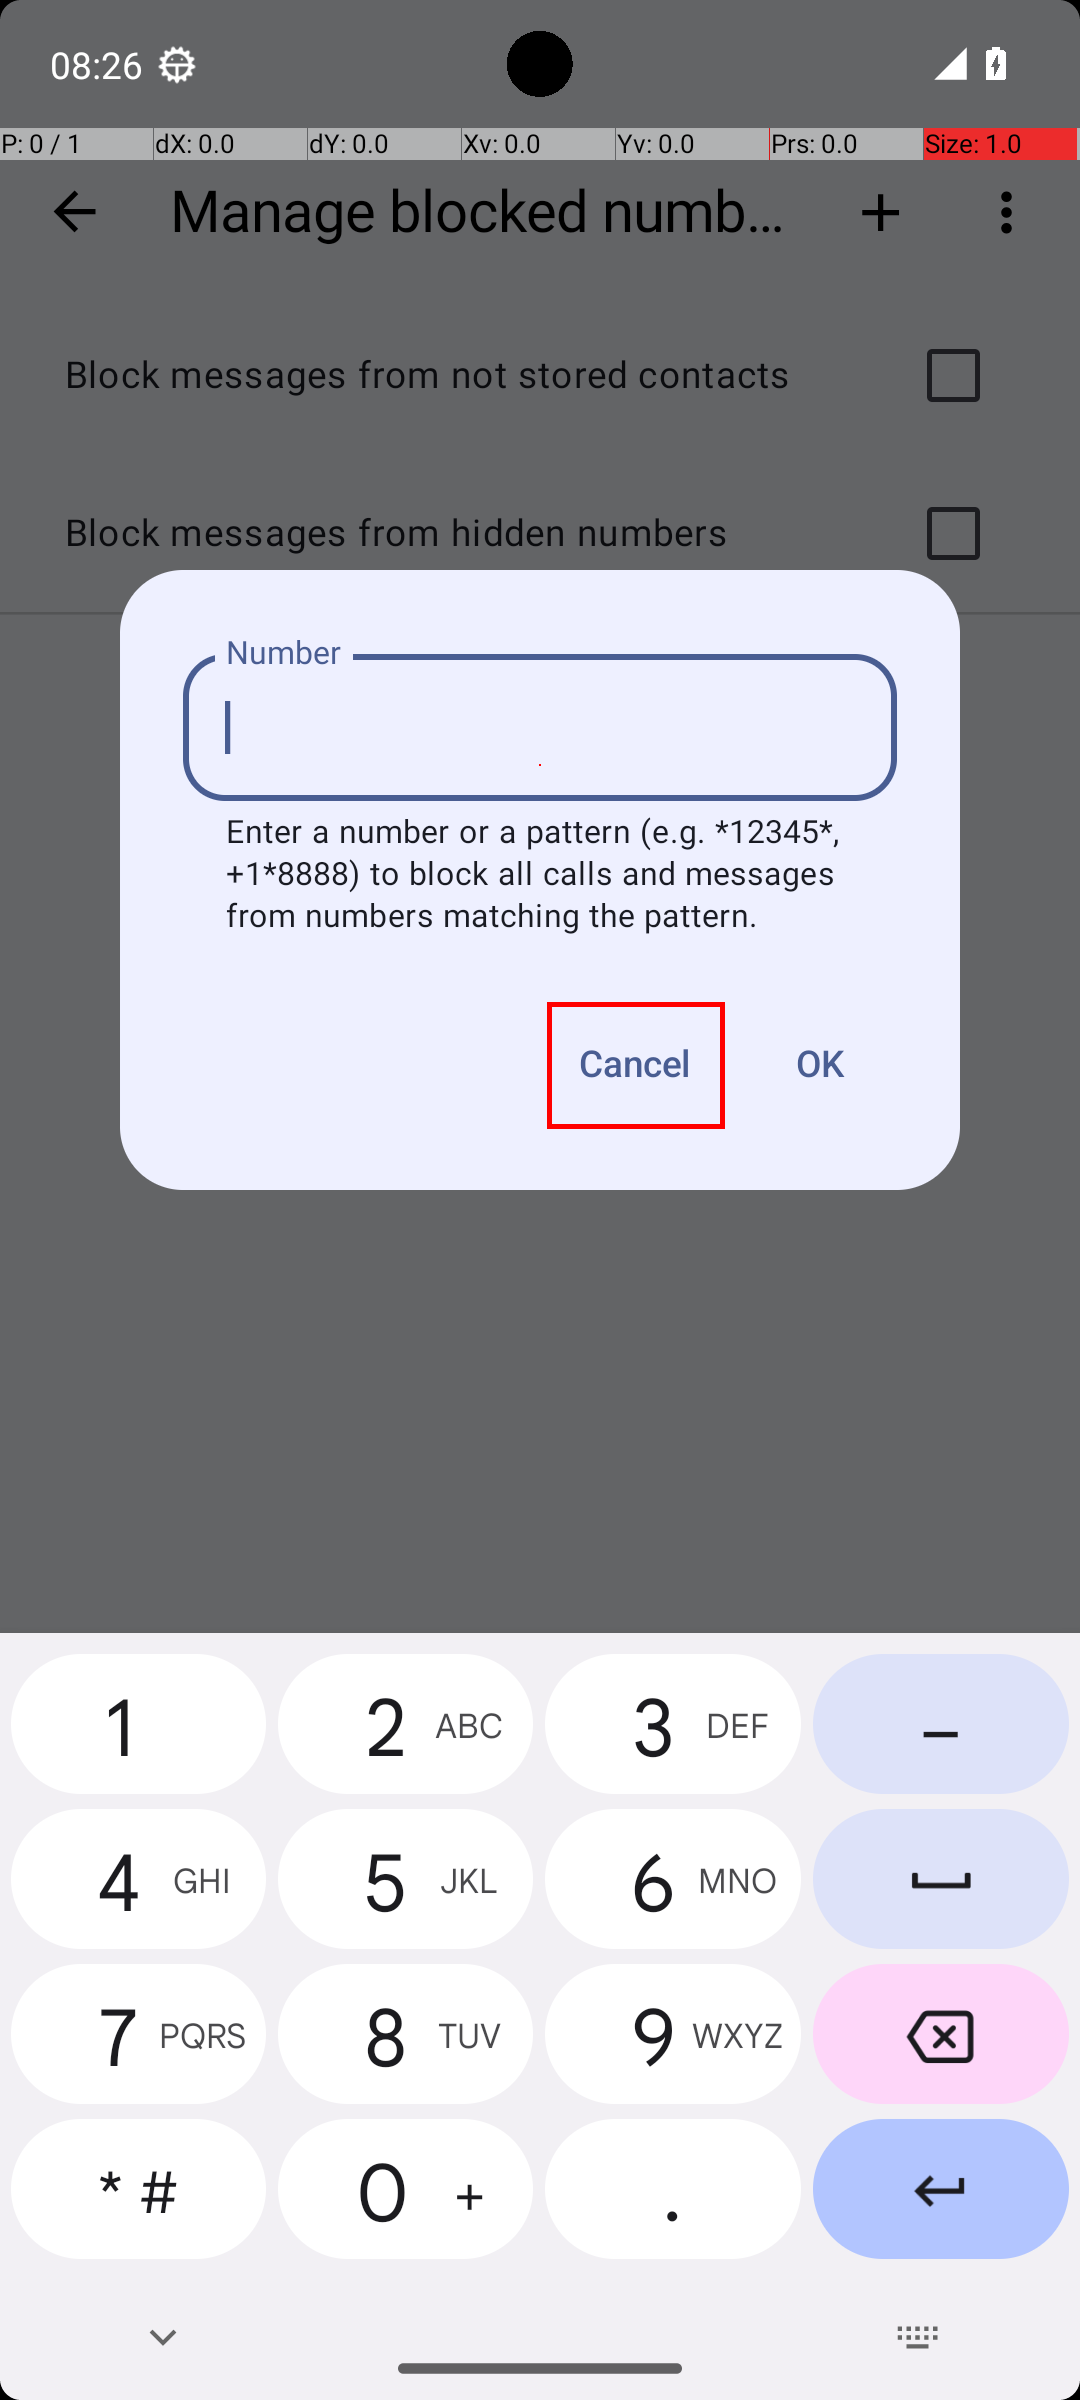 08:26
P: 0 / 1 dX: 0.0 dY: 0.0 Xv: 0.0 Yv: 0.0 Prs: 0.0 Size: 1.0
Manage blocked numb...
Block messages from not stored contacts
Block messages from hidden numbers
Number
Enter a number or a pattern (e.g. *12345*,
+1*8888) to block all calls and messages
from numbers matching the pattern.
Cancel OK
1 2 ABC 3 DEF –
4 GHI 5 JKL 6 MNO
7 PQRS 8 TUV 9 WXYZ
* # 0 + .